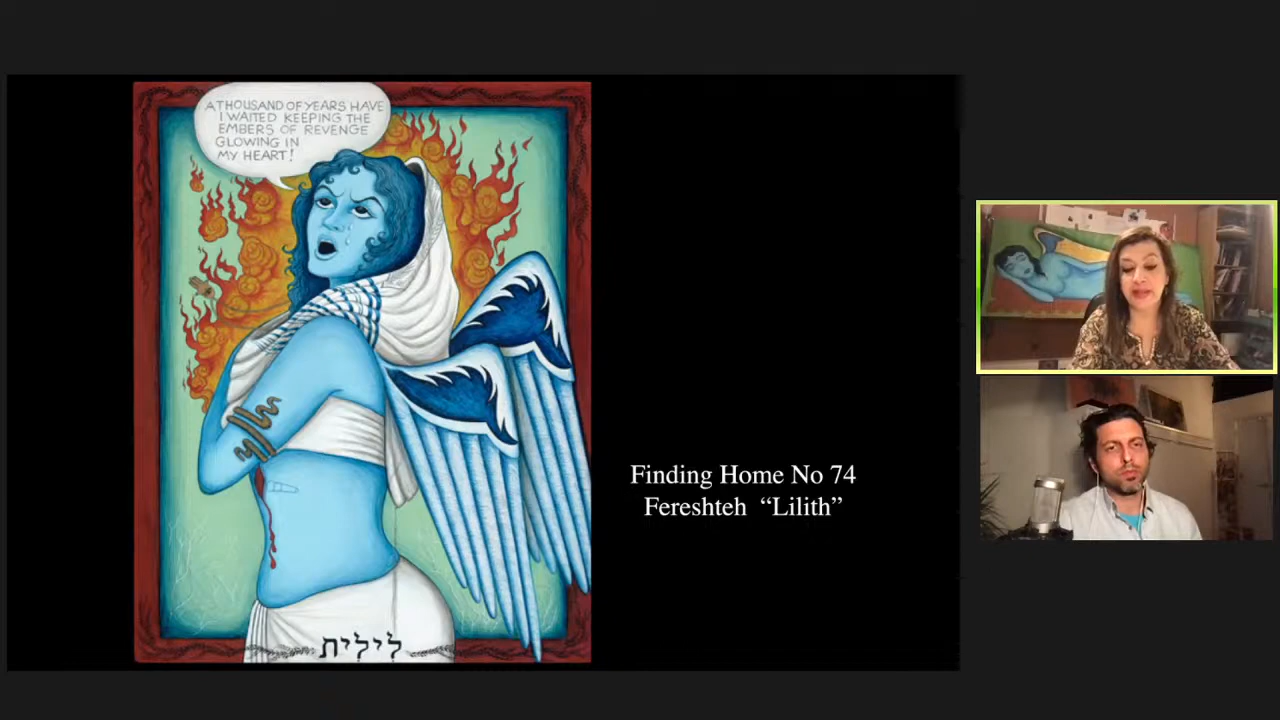 A THOUSAND OF YEARS HAVE
I WAITED KEEPING THE
EMBERS OF REVENGE
GLOWING IN
MY HEART!
לילית
Finding Home No 74
Fereshteh “Lilith”